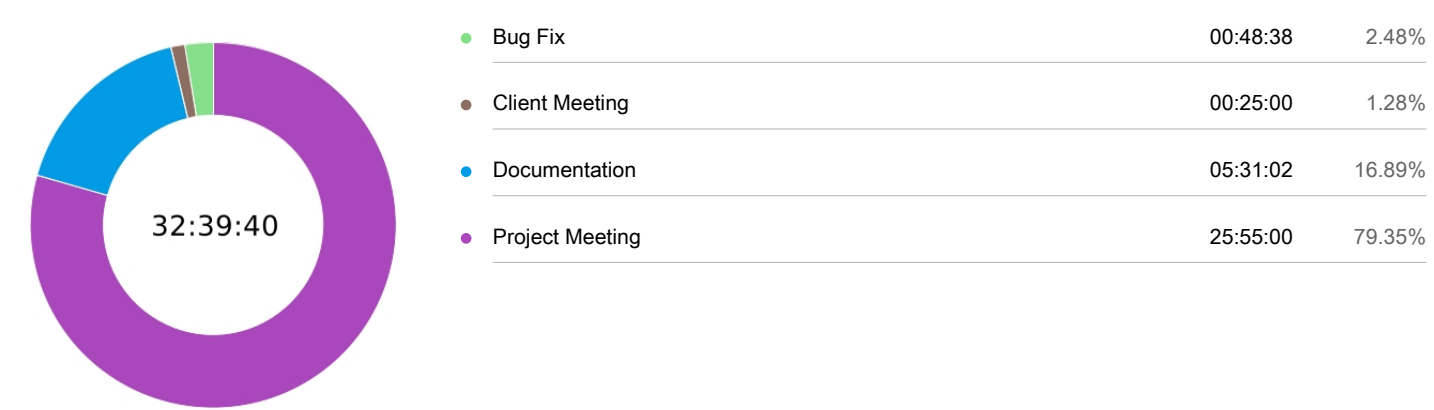 Bug Fix 00:48:38 2.48%
Client Meeting 00:25:00 1.28%
Documentation 05:31:02 16.89%
32:39:40
Project Meeting 25:55:00 79.35%